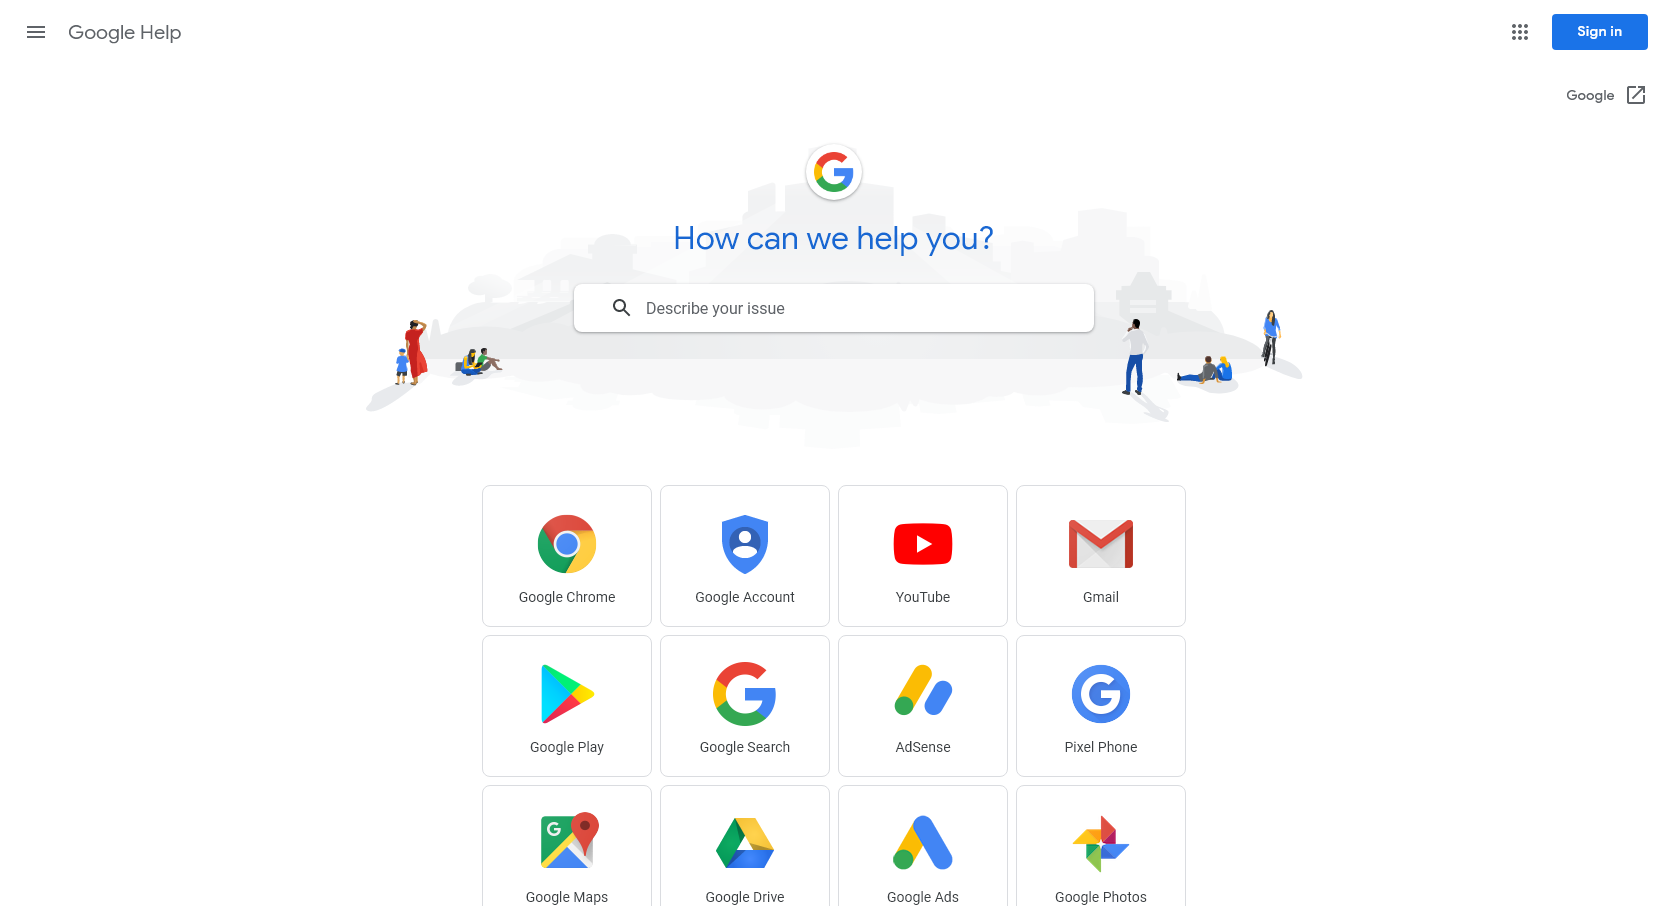 Google Help
Sign in
Google
How can we help you?
Describe your issue
Google Chrome
Google Account
YouTube
Gmail
Google Play
Google Search
AdSense
Pixel Phone
Google Maps
Google Drive
Google Ads
Google Photos